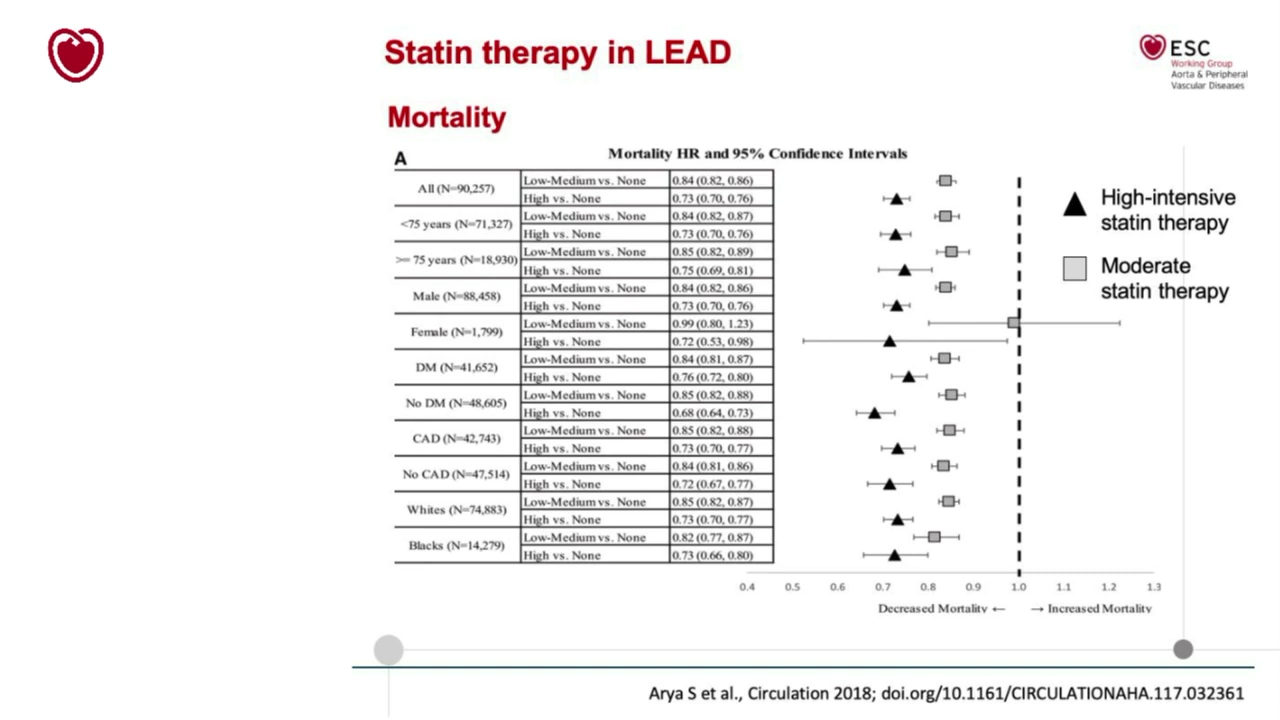 Statin therapy in LEAD
ESC
Working Group
Aorta & Peripheral
Vascular Diseases
Mortality
A
Mortality HR and 95% Confidence Intervals
All (N=90,257)
Low-Medium vs. None 0.84 (0.82, 0.86)
High vs. None 0.73 (0.70, 0.76)
<75 years (N=71,327)
Low-Medium vs. None 0.84 (0.82, 0.87)
High vs. None 0.73 (0.70, 0.76)
>= 75 years (N=18,930)
Low-Medium vs. None 0.85 (0.82, 0.89)
High vs. None 0.75 (0.69, 0.81)
Male (N=88,458)
Low-Medium vs. None 0.84 (0.82, 0.86)
High vs. None 0.73 (0.70, 0.76)
Female (N=1,799)
Low-Medium vs. None 0.99 (0.80, 1.23)
High vs. None 0.72 (0.53, 0.98)
DM (N=41,652)
Low-Medium vs. None 0.84 (0.81, 0.87)
High vs. None 0.76 (0.72, 0.80)
No DM (N=48,605)
Low-Medium vs. None 0.85 (0.82, 0.88)
High vs. None 0.68 (0.64, 0.73)
CAD (N=42,743)
Low-Medium vs. None 0.85 (0.82, 0.88)
High vs. None 0.73 (0.70, 0.77)
No CAD (N=47,514)
Low-Medium vs. None 0.84 (0.81, 0.86)
High vs. None 0.72 (0.67, 0.77)
Whites (N=74,883)
Low-Medium vs. None 0.85 (0.82, 0.87)
High vs. None 0.73 (0.70, 0.77)
Blacks (N=14,279)
Low-Medium vs. None 0.82 (0.77, 0.87)
High vs. None 0.73 (0.66, 0.80)
High-intensive
statin therapy
Moderate
statin therapy
0.4 0.5 0.6 0.7 0.8 0.9 1.0 1.1 1.2 1.3
Decreased Mortality ← → Increased Mortality
Arya S et al., Circulation 2018; doi.org/10.1161/CIRCULATIONAHA.117.032361